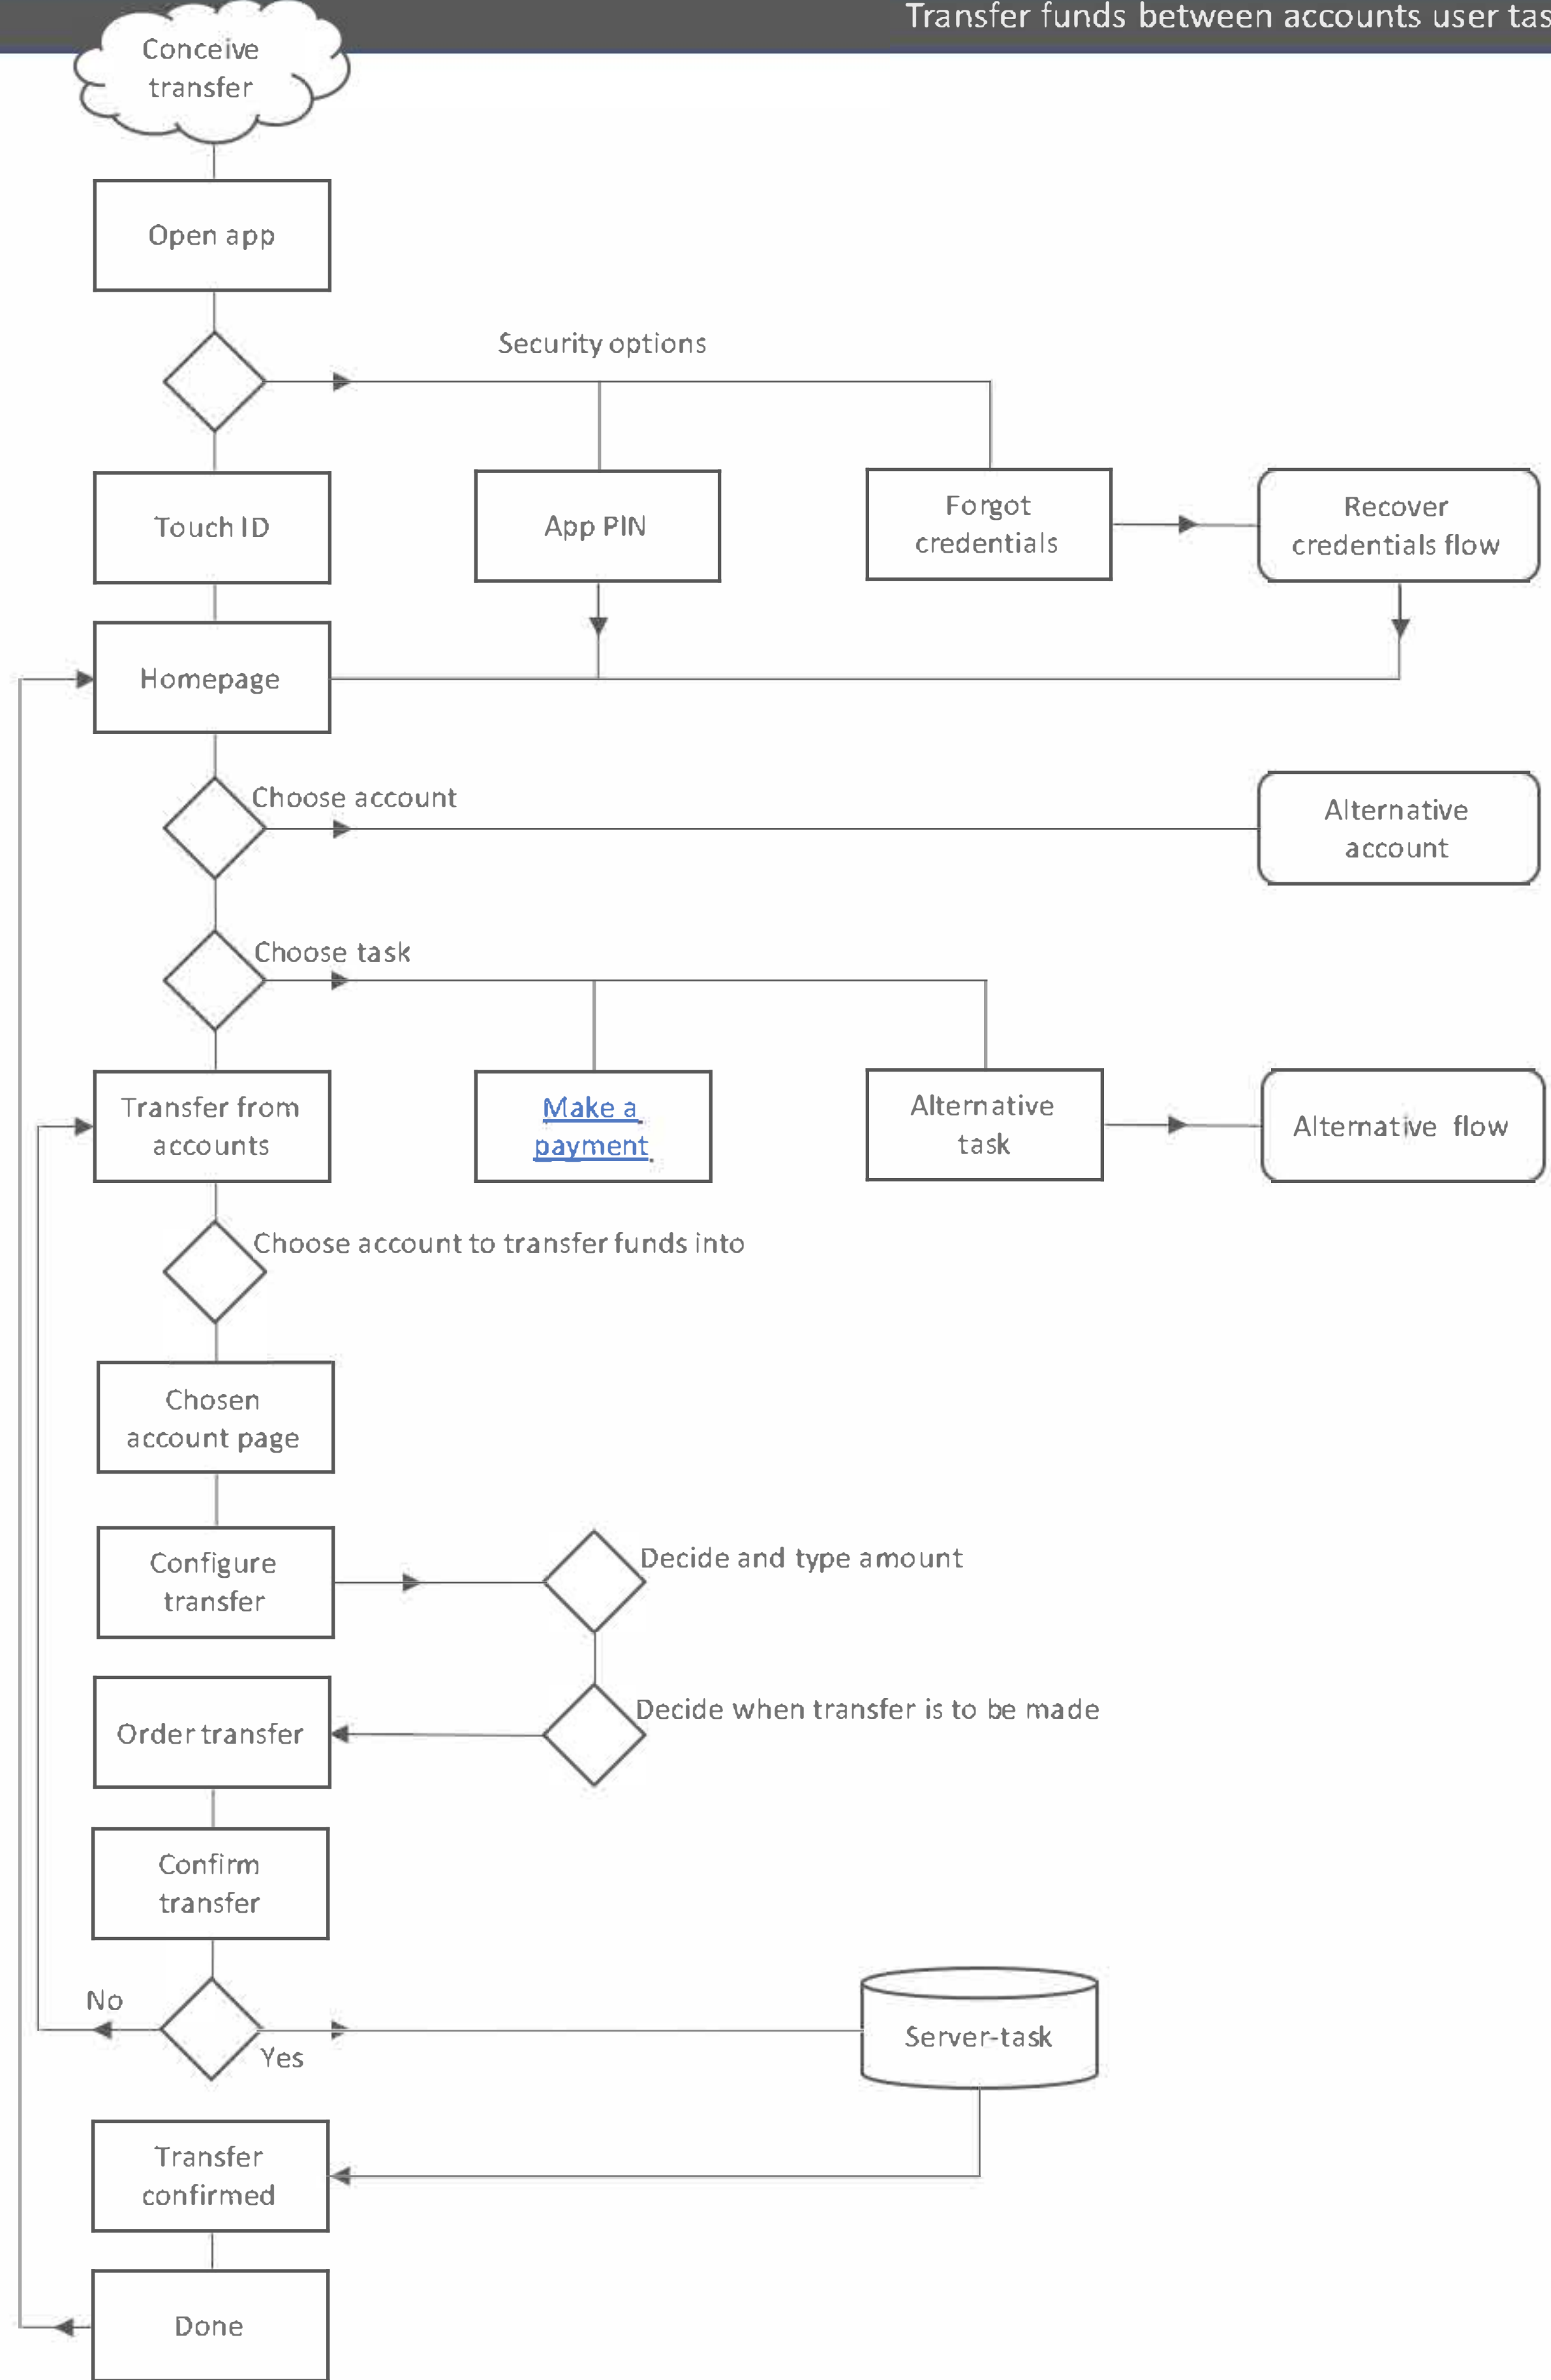 Transfer funds between accounts user tas
Conceive
transfer
Open app
Security options
Touch ID
App PIN
Forgot
credentials
Recover
credentials flow
Homepage
Choose account
Alternative
account
Choose task
Transfer from
accounts
Make a
payment
Alternative
task
Alternative flow
Choose account to transfer funds into
Chosen
account page
Configure
transfer
Decide and type amount
Order transfer
Decide when transfer is to be made
Confirm
transfer
No
Yes
Server-task
Transfer
confirmed
Done